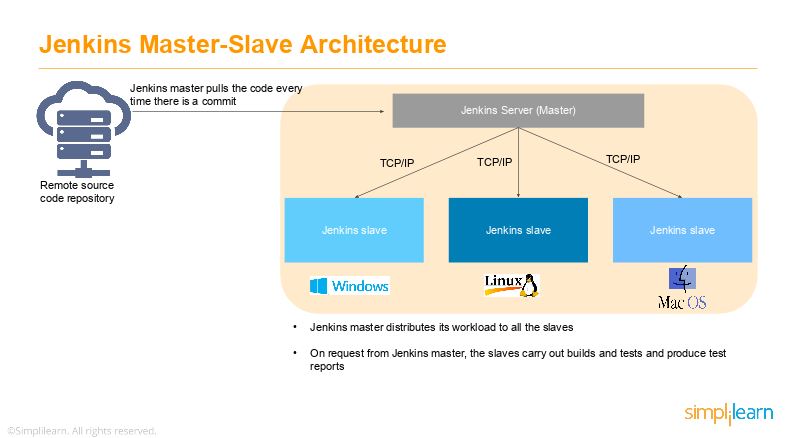 Jenkins Master-Slave Architecture
Jenkins master pulls the code every
time there is a commit
Jenkins Server (Master)
TCP/IP
TCP/IP
TCP/IP
Remote source
code repository
Jenkins slave
Jenkins slave
Jenkins slave
Windows
Linux
Mac OS
• Jenkins master distributes its workload to all the slaves
• On request from Jenkins master, the slaves carry out builds and tests and produce test
reports
simplilearn
©Simplilearn. All rights reserved.